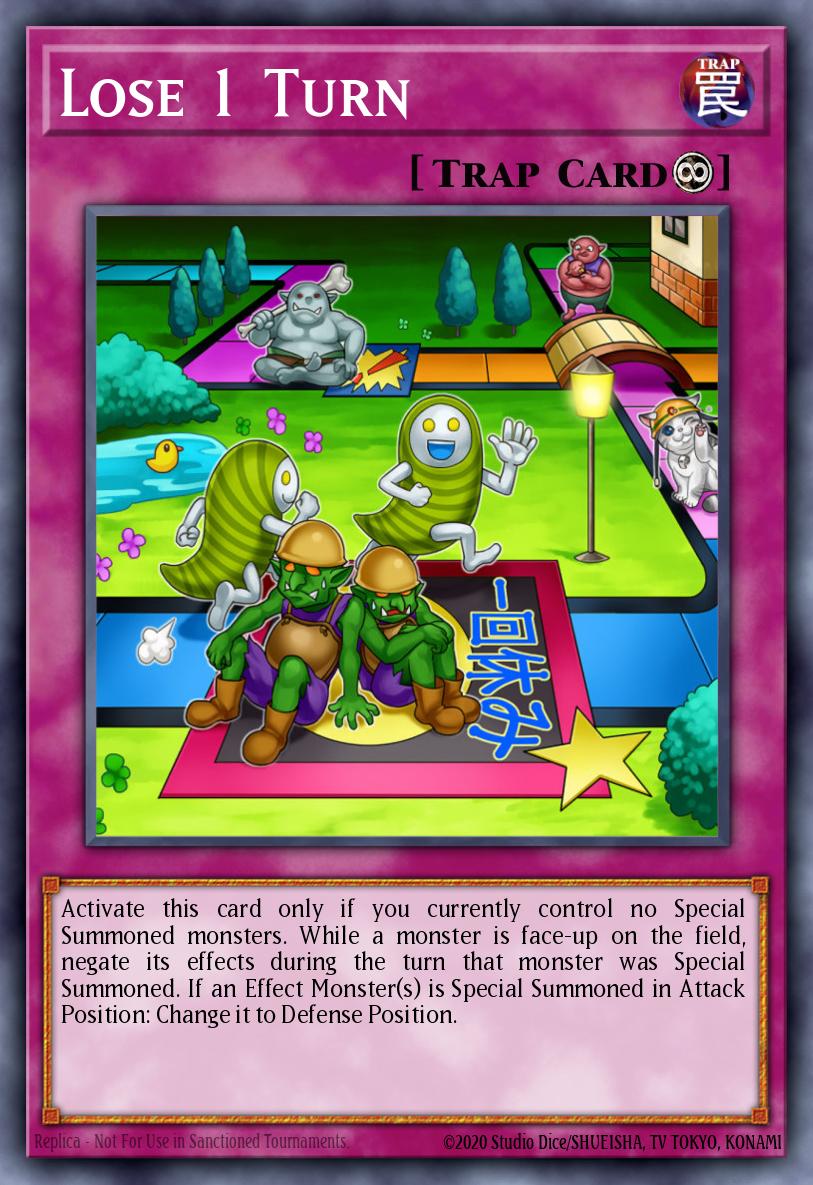 Lose 1 Turn
TRAP
罠
[Trap Card∞]
一回休み
Activate this card only if you currently control no Special
Summoned monsters. While a monster is face-up on the field,
negate its effects during the turn that monster was Special
Summoned. If an Effect Monster(s) is Special Summoned in Attack
Position: Change it to Defense Position.
Replica - Not For Use in Sanctioned Tournaments.
©2020 Studio Dice/SHUEISHA, TV TOKYO, KONAMI